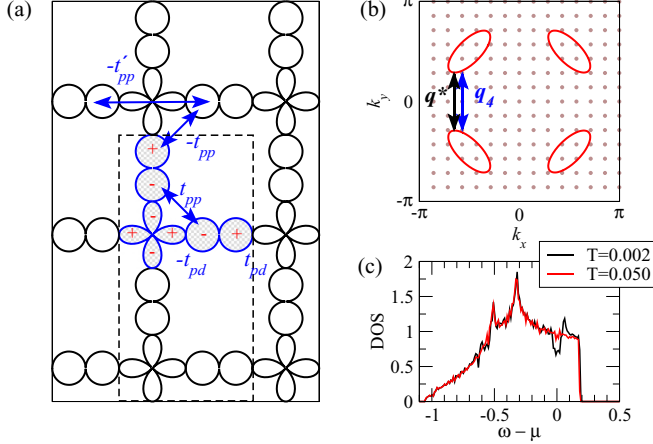 (a)
-t′pp
-tpp
+
-
tpp
-
+ +
-
- +
-tpd tpd
(b)
π
ky
0
-π
q* q4
-π 0 π
kx
T=0.002
T=0.050
(c)
2
1.5
1
0.5
0
DOS
-1 -0.5 0 0.5
ω − μ